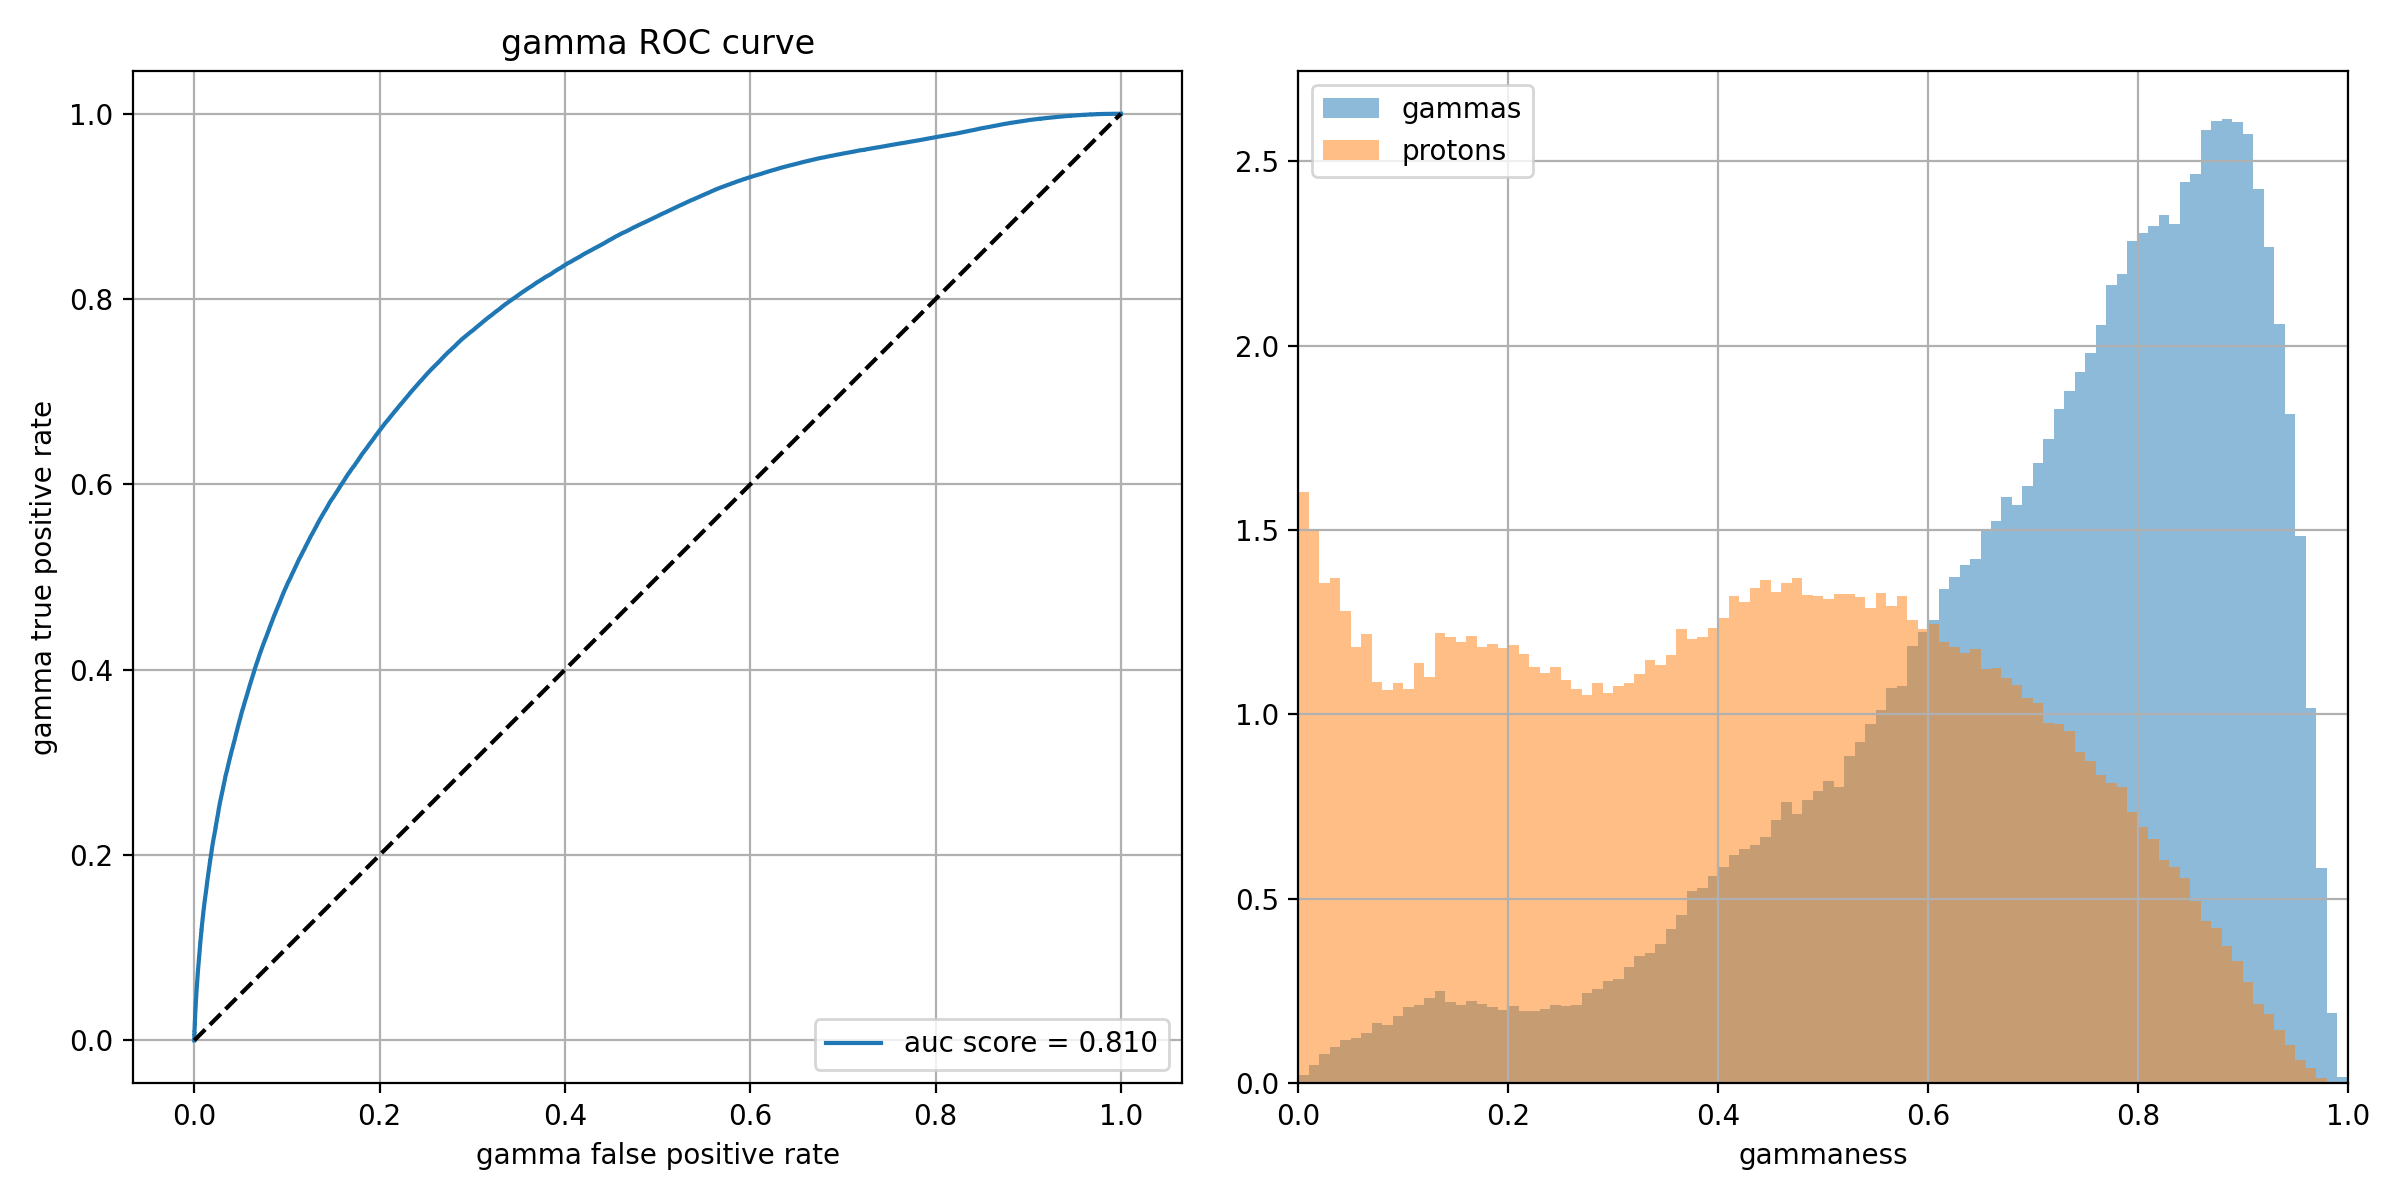 gamma ROC curve
1.0
0.8
0.6
0.4
0.2
0.0
gamma true positive rate
auc score = 0.810
0.0 0.2 0.4 0.6 0.8 1.0
gamma false positive rate
gammas
protons
2.5
2.0
1.5
1.0
0.5
0.0
0.0 0.2 0.4 0.6 0.8 1.0
gammaness